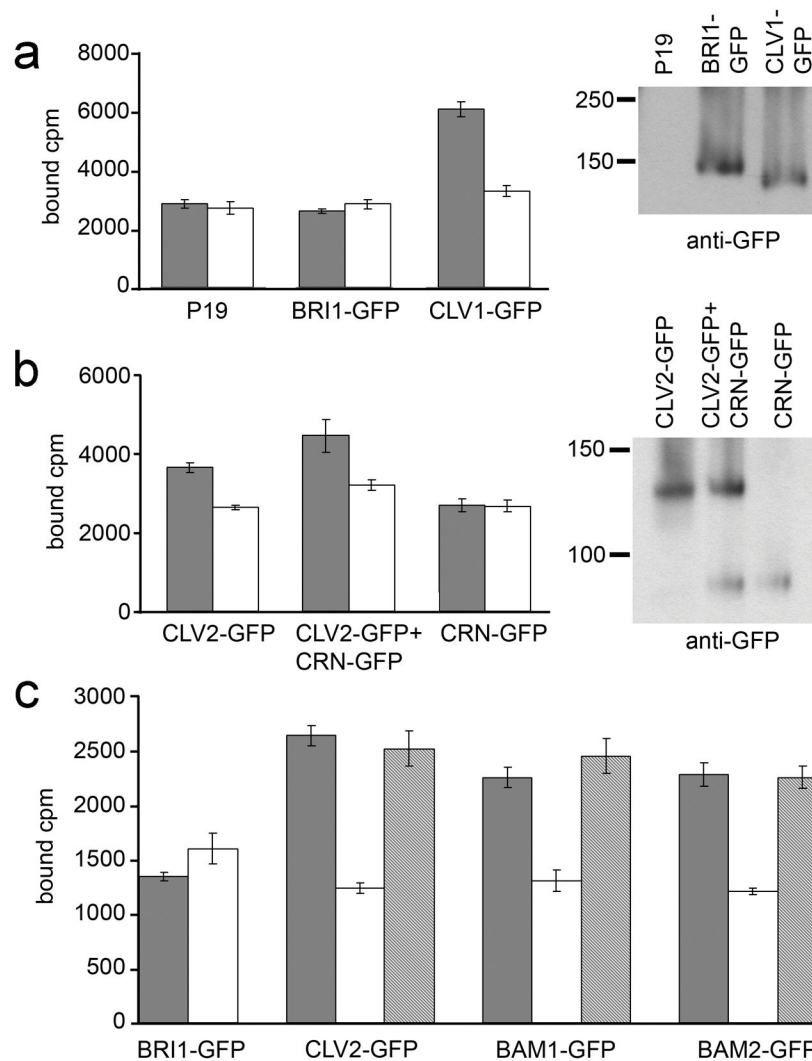 a
8000
6000
4000
2000
0
bound cpm
P19
BRI1-GFP
CLV1-GFP
P19
BRI1-
GFP
CLV1-
GFP
250
150
anti-GFP
b
6000
4000
2000
0
bound cpm
CLV2-GFP
CLV2-GFP+
CRN-GFP
CRN-GFP
CLV2-GFP
CLV2-GFP+
CRN-GFP
CRN-GFP
150
100
anti-GFP
c
3000
2500
2000
1500
1000
500
0
bound cpm
BRI1-GFP
CLV2-GFP
BAM1-GFP
BAM2-GFP